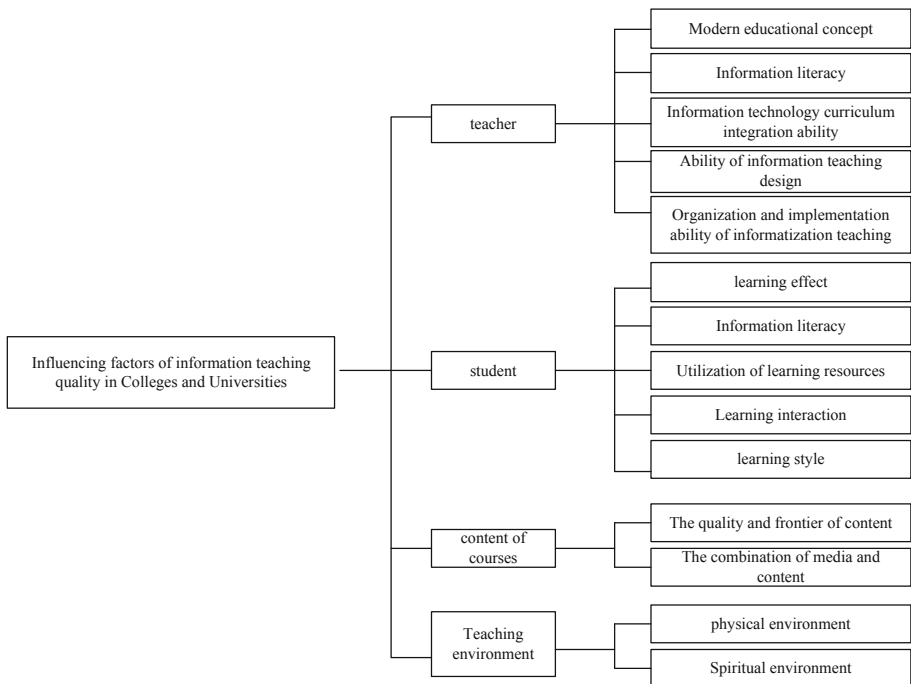 Modern educational concept
Information literacy
teacher
Information technology curriculum
integration ability
Ability of information teaching
design
Organization and implementation
ability of informatization teaching
learning effect
Information literacy
Influencing factors of information teaching
quality in Colleges and Universities
student
Utilization of learning resources
Learning interaction
learning style
content of
courses
The quality and frontier of content
The combination of media and
content
Teaching
environment
physical environment
Spiritual environment